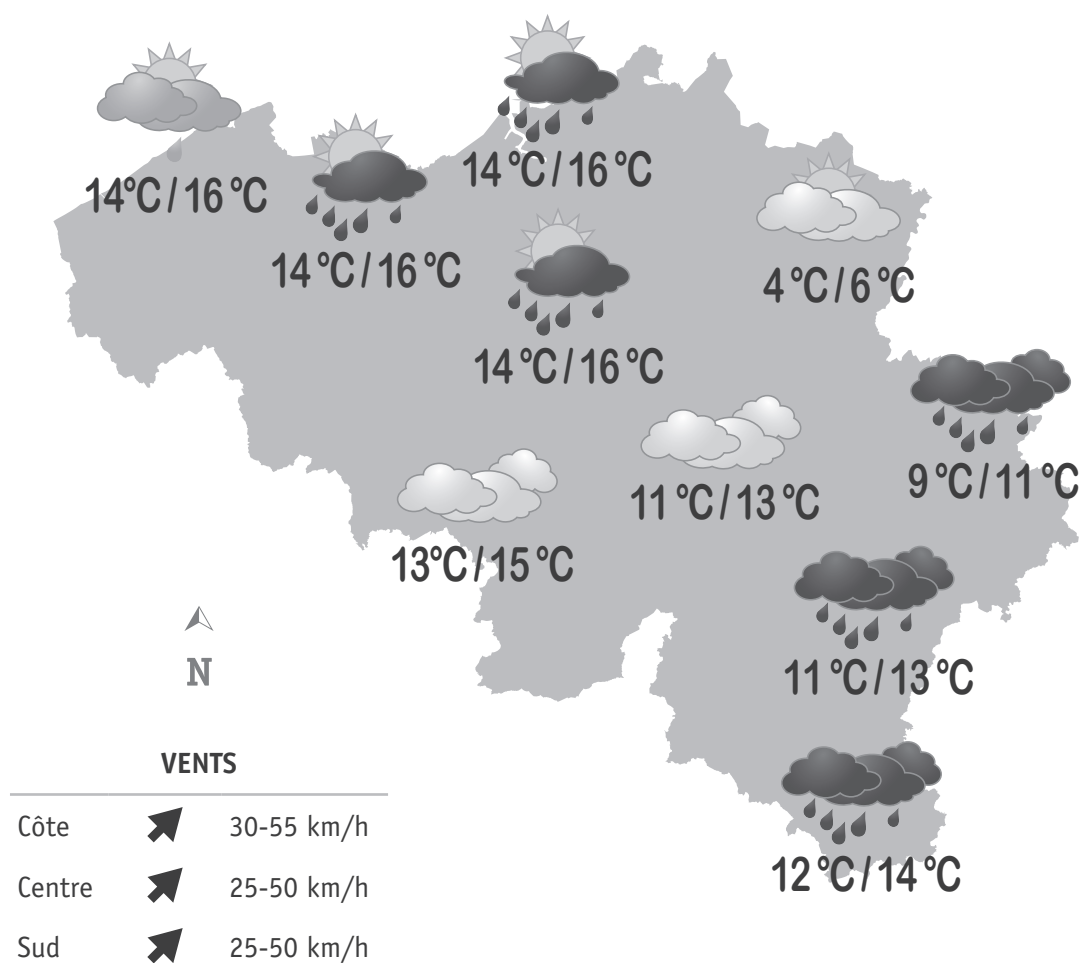 14 °C / 16 °C
14°C / 16 °C
14 °C / 16 °C
4 °C / 6 °C
14 °C / 16 °C
9 °C / 11 °C
11 °C / 13 °C
13°C / 15 °C
N
11 °C / 13 °C
12 °C / 14 °C
VENTS
Côte 30-55 km/h
Centre 25-50 km/h
Sud 25-50 km/h